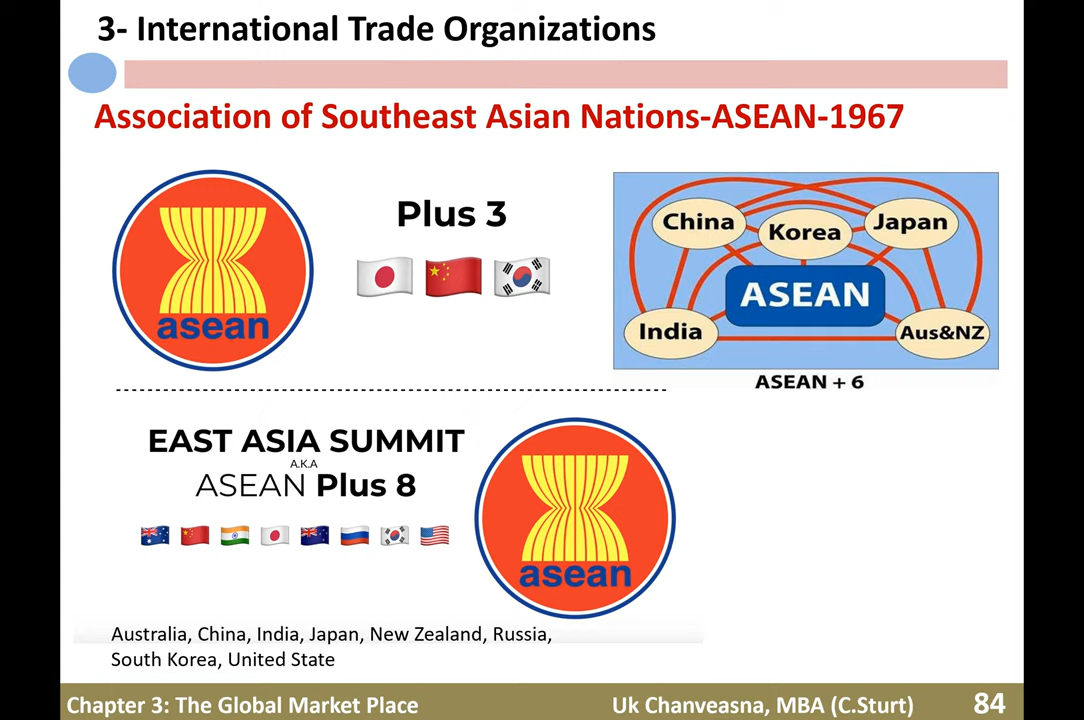 3- International Trade Organizations
Association of Southeast Asian Nations-ASEAN-1967
asean
Plus 3
China
Korea
Japan
ASEAN
India
Aus&NZ
ASEAN + 6
EAST ASIA SUMMIT
A.K.A
ASEAN Plus 8
asean
Australia, China, India, Japan, New Zealand, Russia,
South Korea, United State
Chapter 3: The Global Market Place
Uk Chanveasna, MBA (C.Sturt)
84